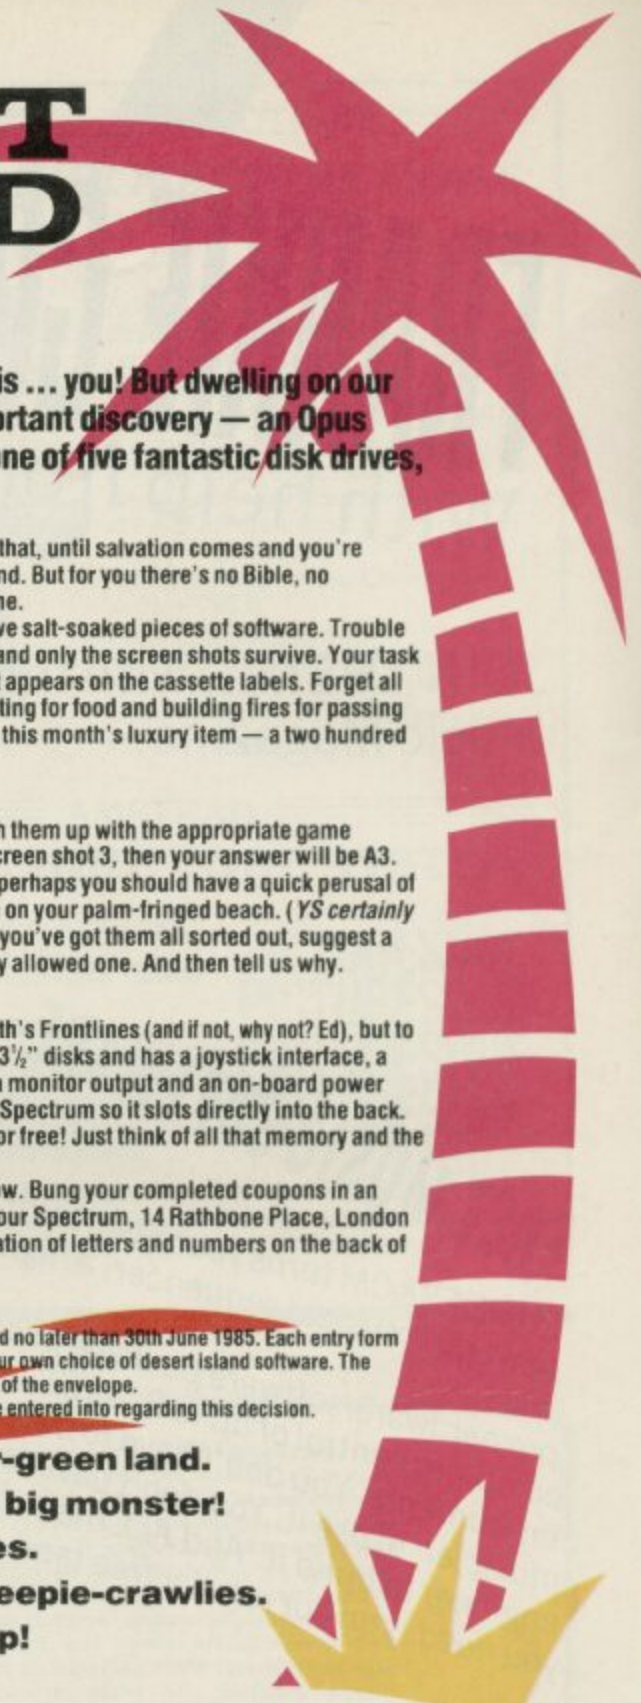 T
D
is ... you! But dwelling on our
ortant discovery — an Opus
one of five fantastic disk drives,
that, until salvation comes and you're
nd. But for you there's no Bible, no
ne.
ve salt-soaked pieces of software. Trouble
and only the screen shots survive. Your task
t appears on the cassette labels. Forget all
ting for food and building fires for passing
this month's luxury item — a two hundred
h them up with the appropriate game
creen shot 3, then your answer will be A3.
perhaps you should have a quick perusal of
on your palm-fringed beach. (YS certainly
you've got them all sorted out, suggest a
y allowed one. And then tell us why.
th's Frontlines (and if not, why not? Ed), but to
3½" disks and has a joystick interface, a
monitor output and an on-board power
Spectrum so it slots directly into the back.
or free! Just think of all that memory and the
ow. Bung your completed coupons in an
our Spectrum, 14 Rathbone Place, London
ation of letters and numbers on the back of
d no later than 30th June 1985. Each entry form
ur own choice of desert island software. The
of the envelope.
e entered into regarding this decision.
r-green land.
big monster!
es.
eepie-crawlies.
p!